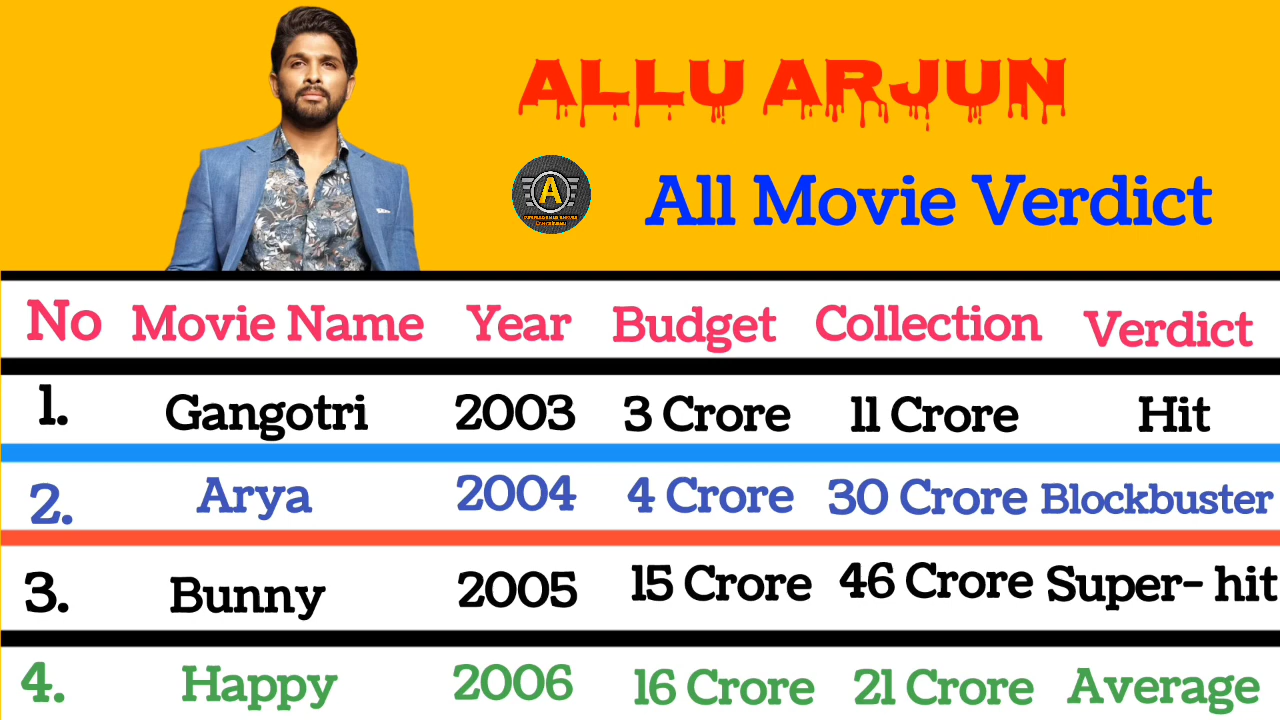 ALLU ARJUN
A
All Movie Verdict
No Movie Name Year Budget Collection Verdict
1. Gangotri 2003 3 Crore 11 Crore Hit
2. Arya 2004 4 Crore 30 Crore Blockbuster
3. Bunny 2005 15 Crore 46 Crore Super- hit
4. Happy 2006 16 Crore 21 Crore Average